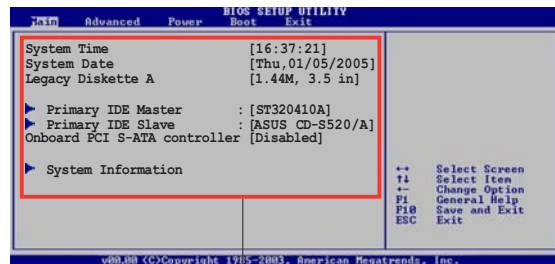 BIOS SETUP UTILITY
Main Advanced Power Boot Exit
System Time [16:37:21]
System Date [Thu,01/05/2005]
Legacy Diskette A [1.44M, 3.5 in]
Primary IDE Master : [ST320410A]
Primary IDE Slave : [ASUS CD-S520/A]
Onboard PCI S-ATA controller [Disabled]
System Information
↔ Select Screen
↑↓ Select Item
+- Change Option
F1 General Help
F10 Save and Exit
ESC Exit
v00.00 (C)Copyright 1985-2003, American Megatrends, Inc.